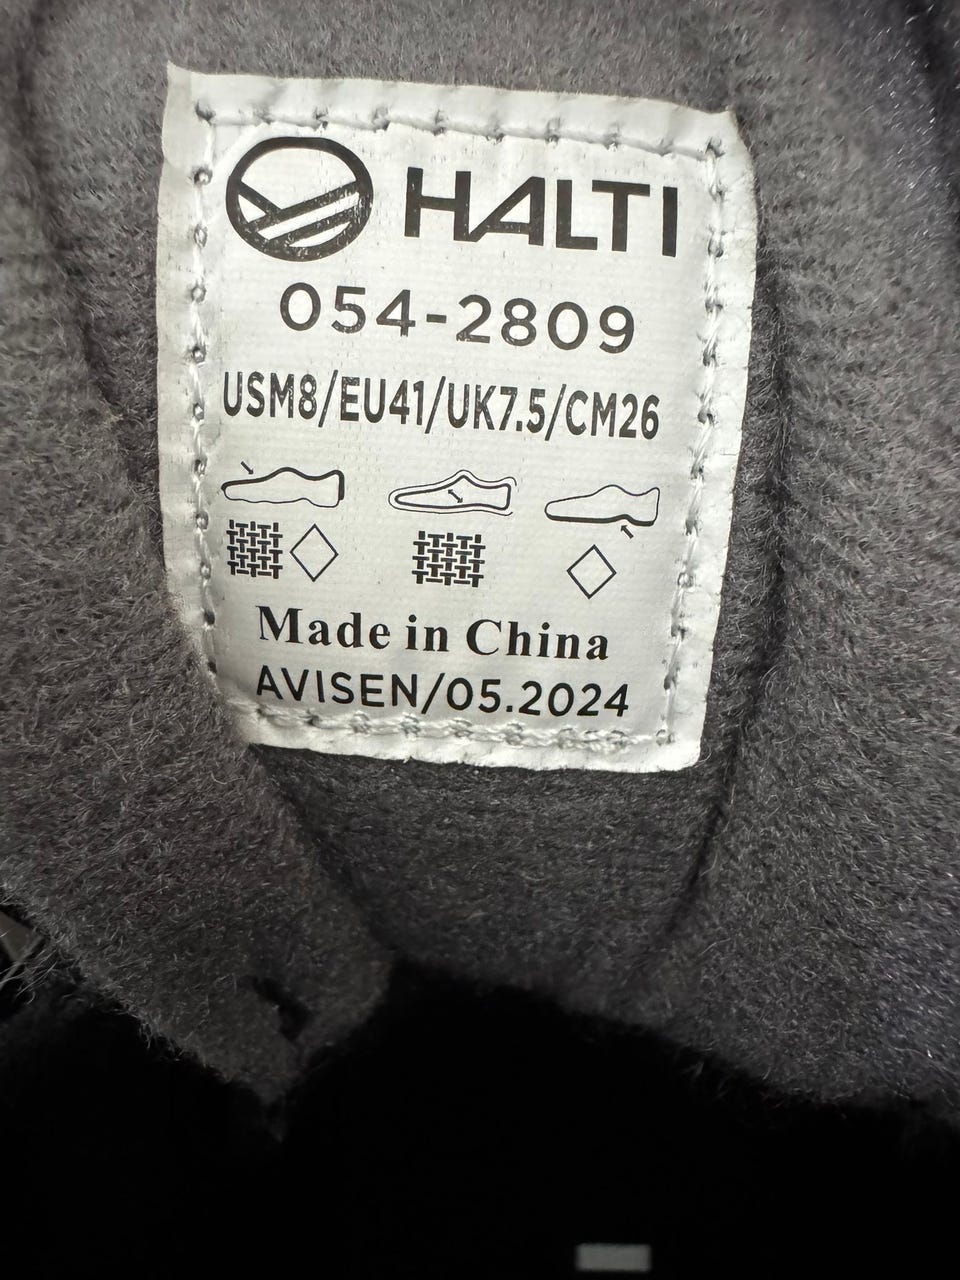 HALTI
054-2809
USM8/EU41/UK7.5/CM26
Made in China
AVISEN/05.2024